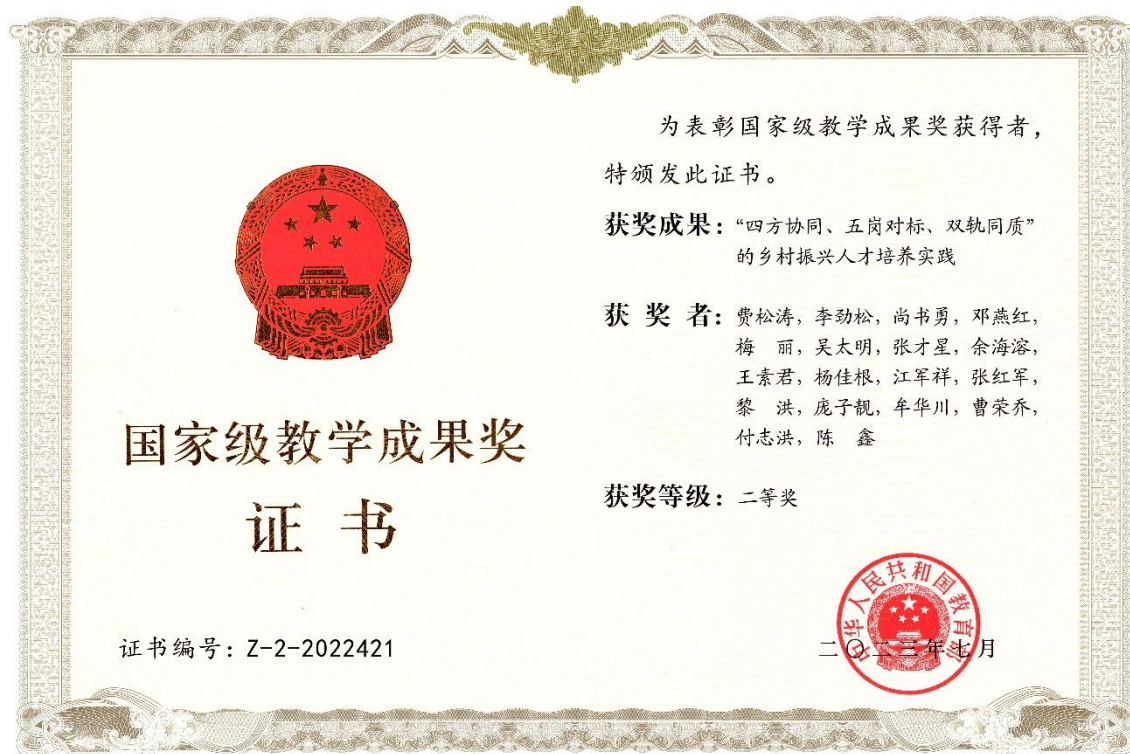 国家级教学成果奖
证 书
证书编号：Z-2-2022421
为表彰国家级教学成果奖获得者，
特颁发此证书。
获奖成果：“四方协同、五岗对标、双轨同质”
的乡村振兴人才培养实践
获 奖 者：费松涛，李劲松，尚书勇，邓燕红，
梅　丽，吴太明，张才星，余海溶，
王素君，杨佳根，江军祥，张红军，
黎　洪，庞子靓，牟华川，曹荣乔，
付志洪，陈　鑫
获奖等级：二等奖
中华人民共和国教育部
二〇二三年七月